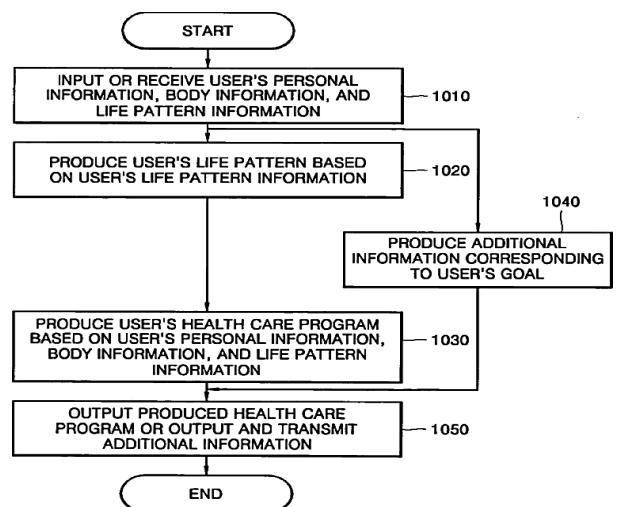 START
INPUT OR RECEIVE USER'S PERSONAL
INFORMATION, BODY INFORMATION, AND
LIFE PATTERN INFORMATION
1010
PRODUCE USER'S LIFE PATTERN BASED
ON USER'S LIFE PATTERN INFORMATION
1020
1040
PRODUCE ADDITIONAL
INFORMATION CORRESPONDING
TO USER'S GOAL
PRODUCE USER'S HEALTH CARE PROGRAM
BASED ON USER'S PERSONAL INFORMATION,
BODY INFORMATION, AND LIFE PATTERN
INFORMATION
1030
OUTPUT PRODUCED HEALTH CARE
PROGRAM OR OUTPUT AND TRANSMIT
ADDITIONAL INFORMATION
1050
END